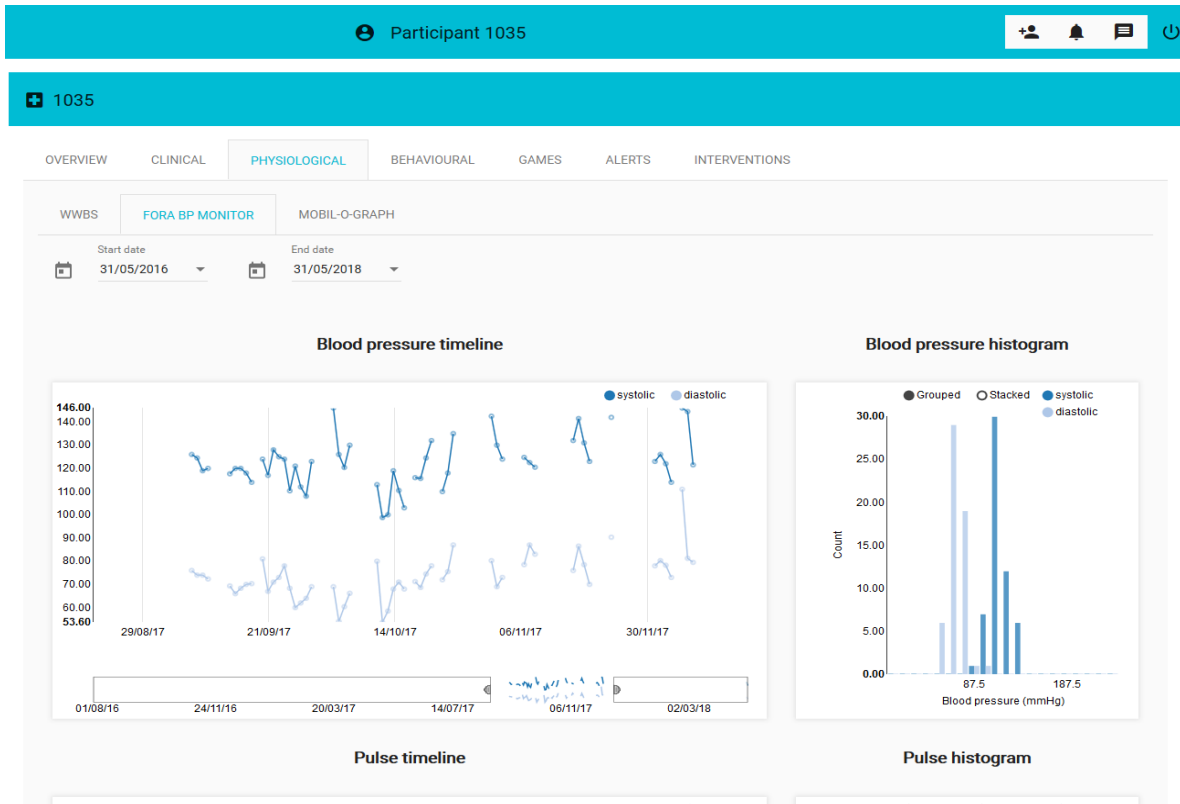 Participant 1035
1035
OVERVIEW CLINICAL PHYSIOLOGICAL BEHAVIOURAL GAMES ALERTS INTERVENTIONS
WWBS FORA BP MONITOR MOBIL-O-GRAPH
Start date End date
31/05/2016 31/05/2018
Blood pressure timeline
systolic diastolic
146.00
140.00
130.00
120.00
110.00
100.00
90.00
80.00
70.00
60.00
53.60
29/08/17 21/09/17 14/10/17 06/11/17 30/11/17
01/08/16 24/11/16 20/03/17 14/07/17 06/11/17 02/03/18
Blood pressure histogram
Grouped Stacked systolic
diastolic
30.00
25.00
20.00
15.00
10.00
5.00
0.00
Count
87.5 187.5
Blood pressure (mmHg)
Pulse timeline
Pulse histogram